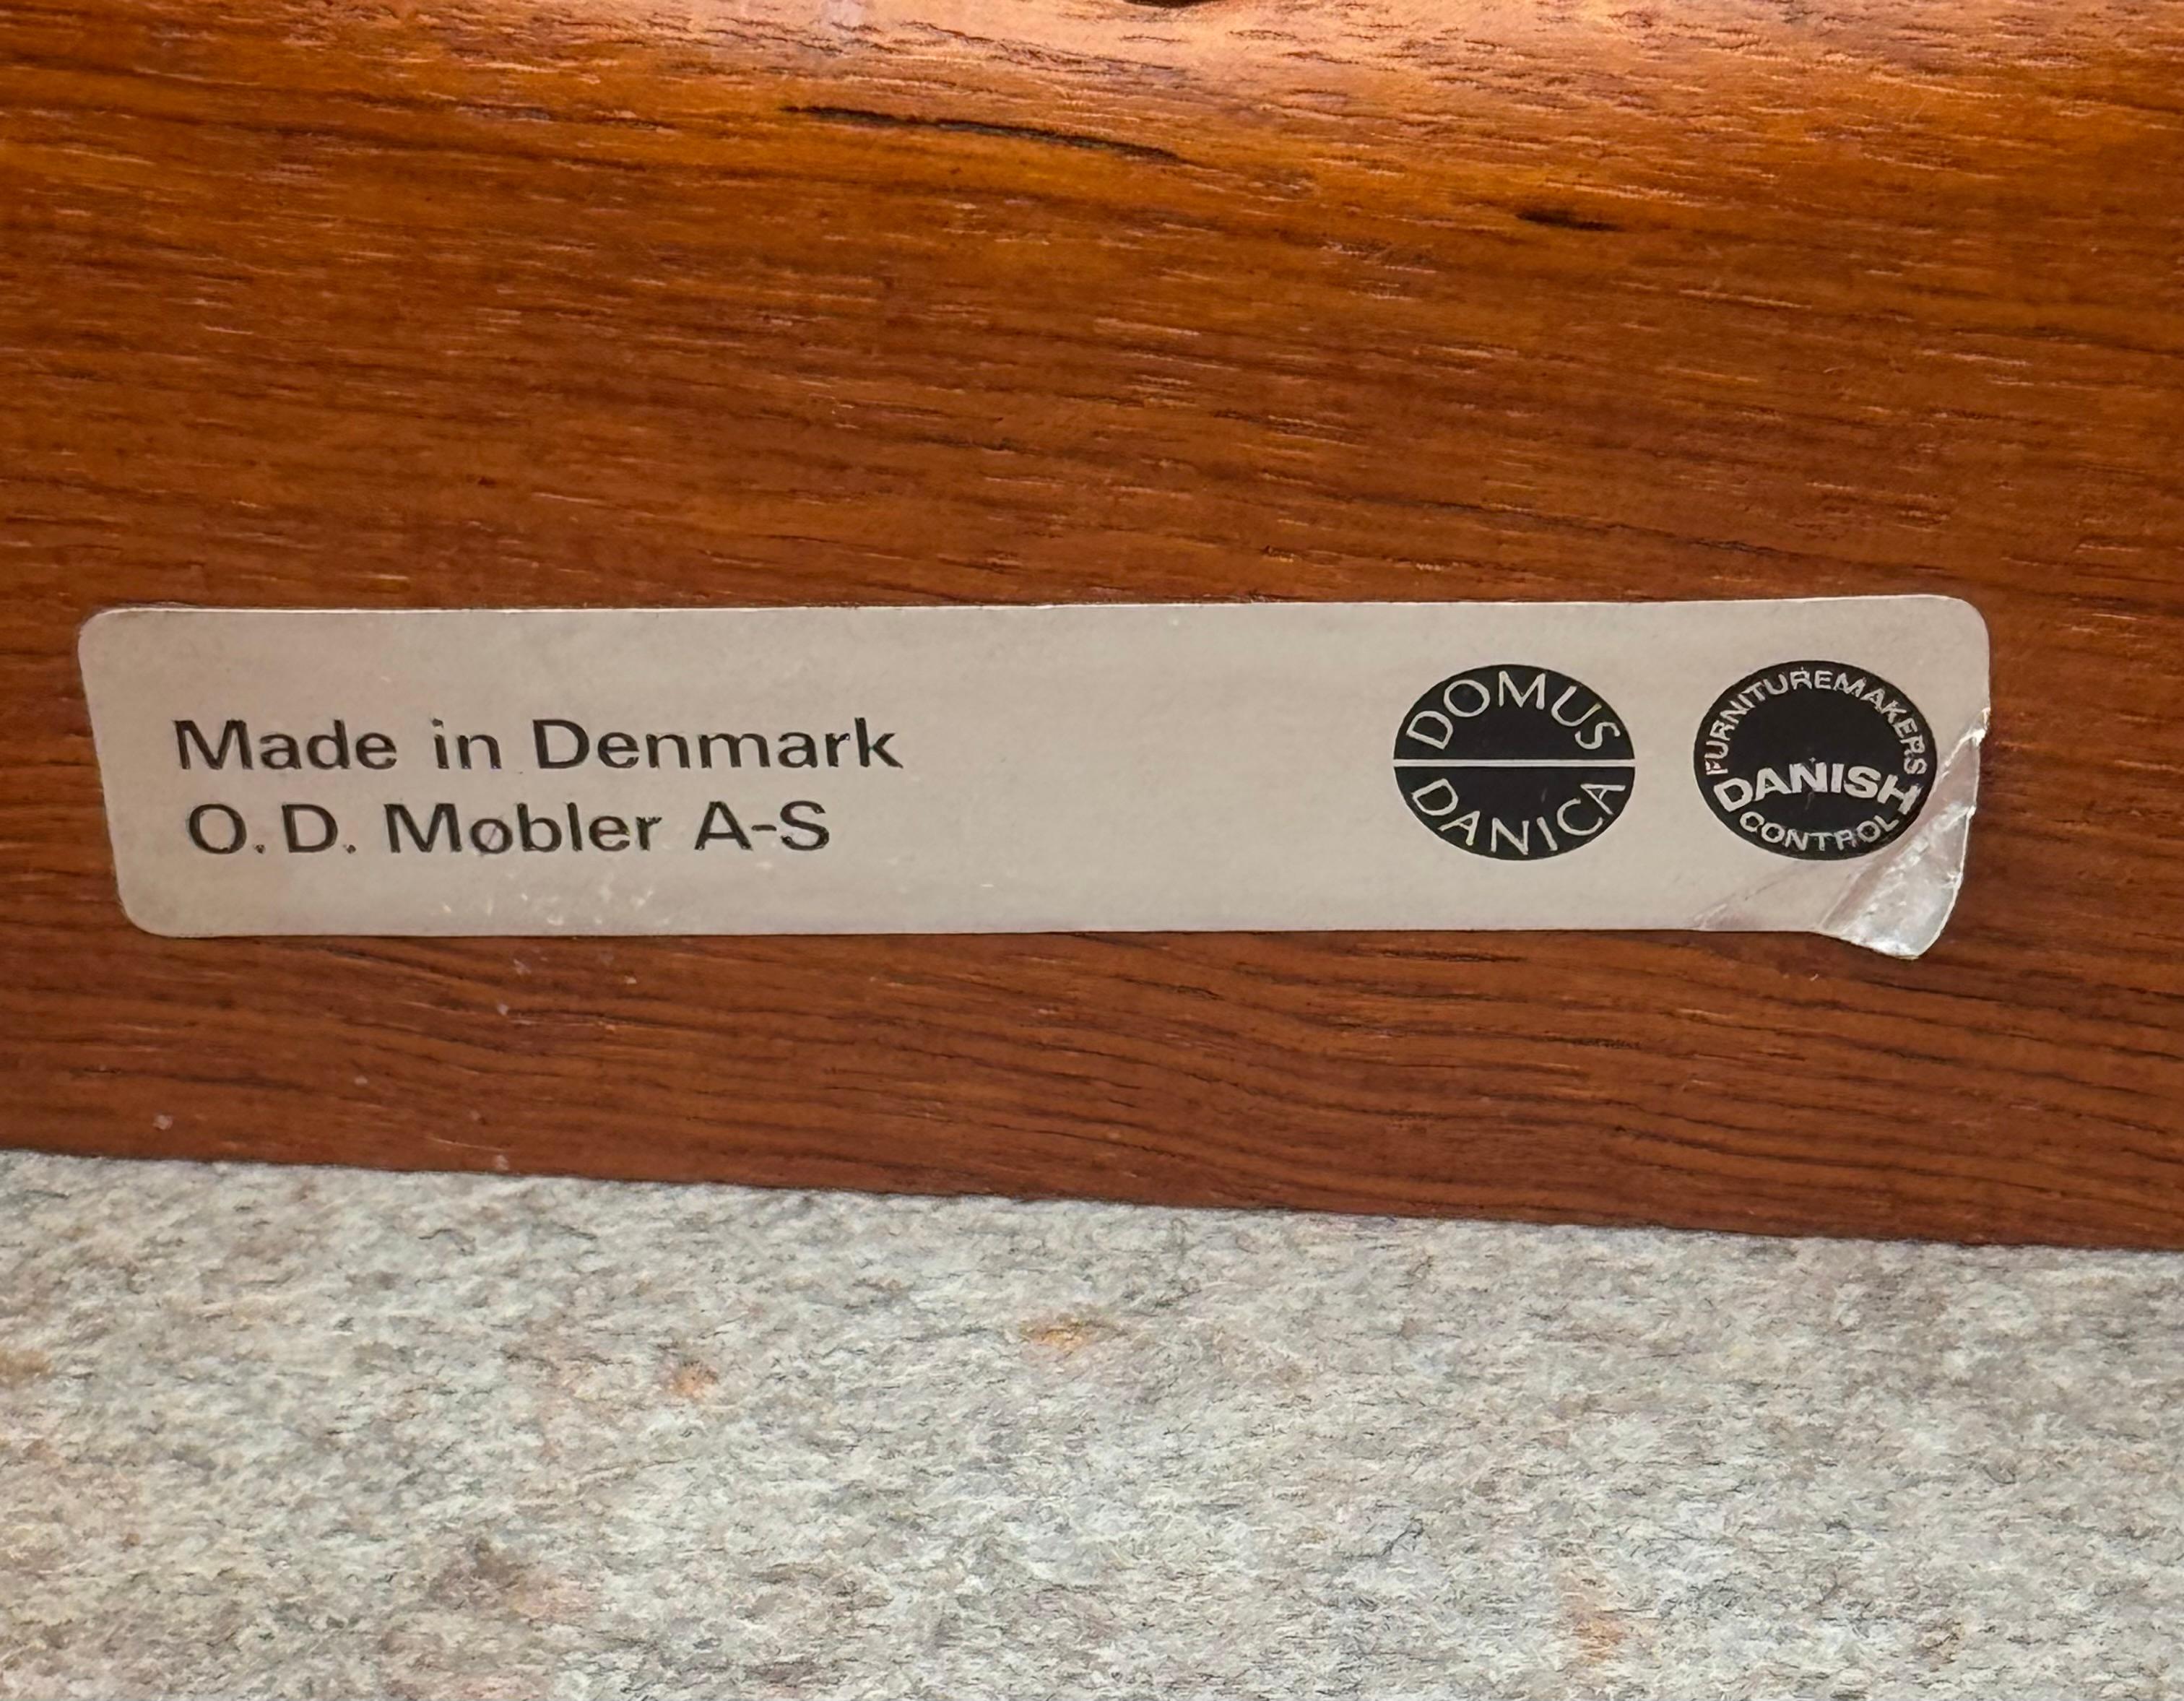 Made in Denmark
O.D. Møbler A-S
DOMUS
DANICA
FURNITUREMAKERS
DANISH
CONTROL